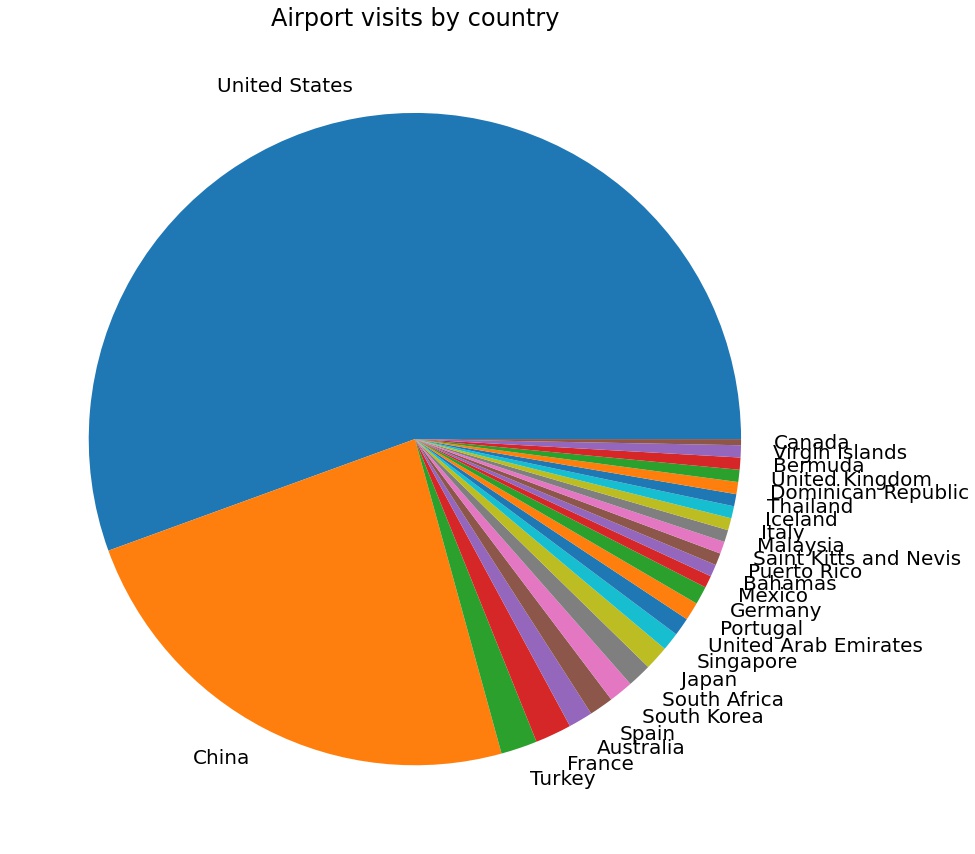 Airport visits by country
United States
Canada
Virgin Islands
Bermuda
United Kingdom
Dominican Republic
Thailand
Iceland
Italy
Malaysia
Saint Kitts and Nevis
Puerto Rico
Bahamas
Mexico
Germany
Portugal
United Arab Emirates
Singapore
Japan
South Africa
South Korea
Spain
Australia
China
France
Turkey